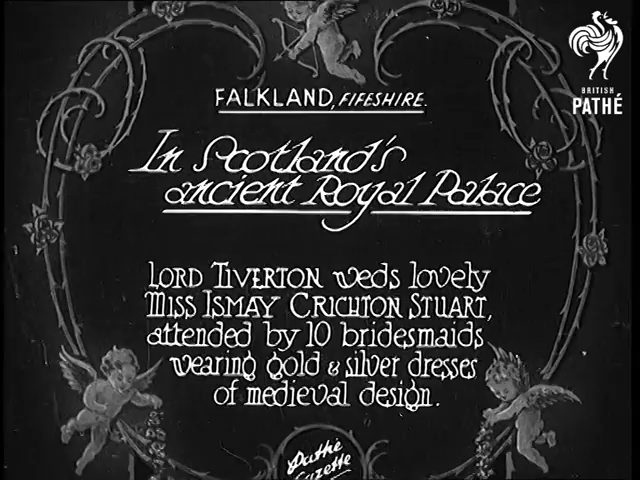 BRITISH
PATHÉ
FALKLAND, FIFESHIRE.
In Scotland's
ancient Royal Palace
LORD TIVERTON weds lovely
MISS ISMAY CRICHTON STUART,
attended by 10 bridesmaids
wearing gold & silver dresses
of medieval design.
Pathé
Gazette